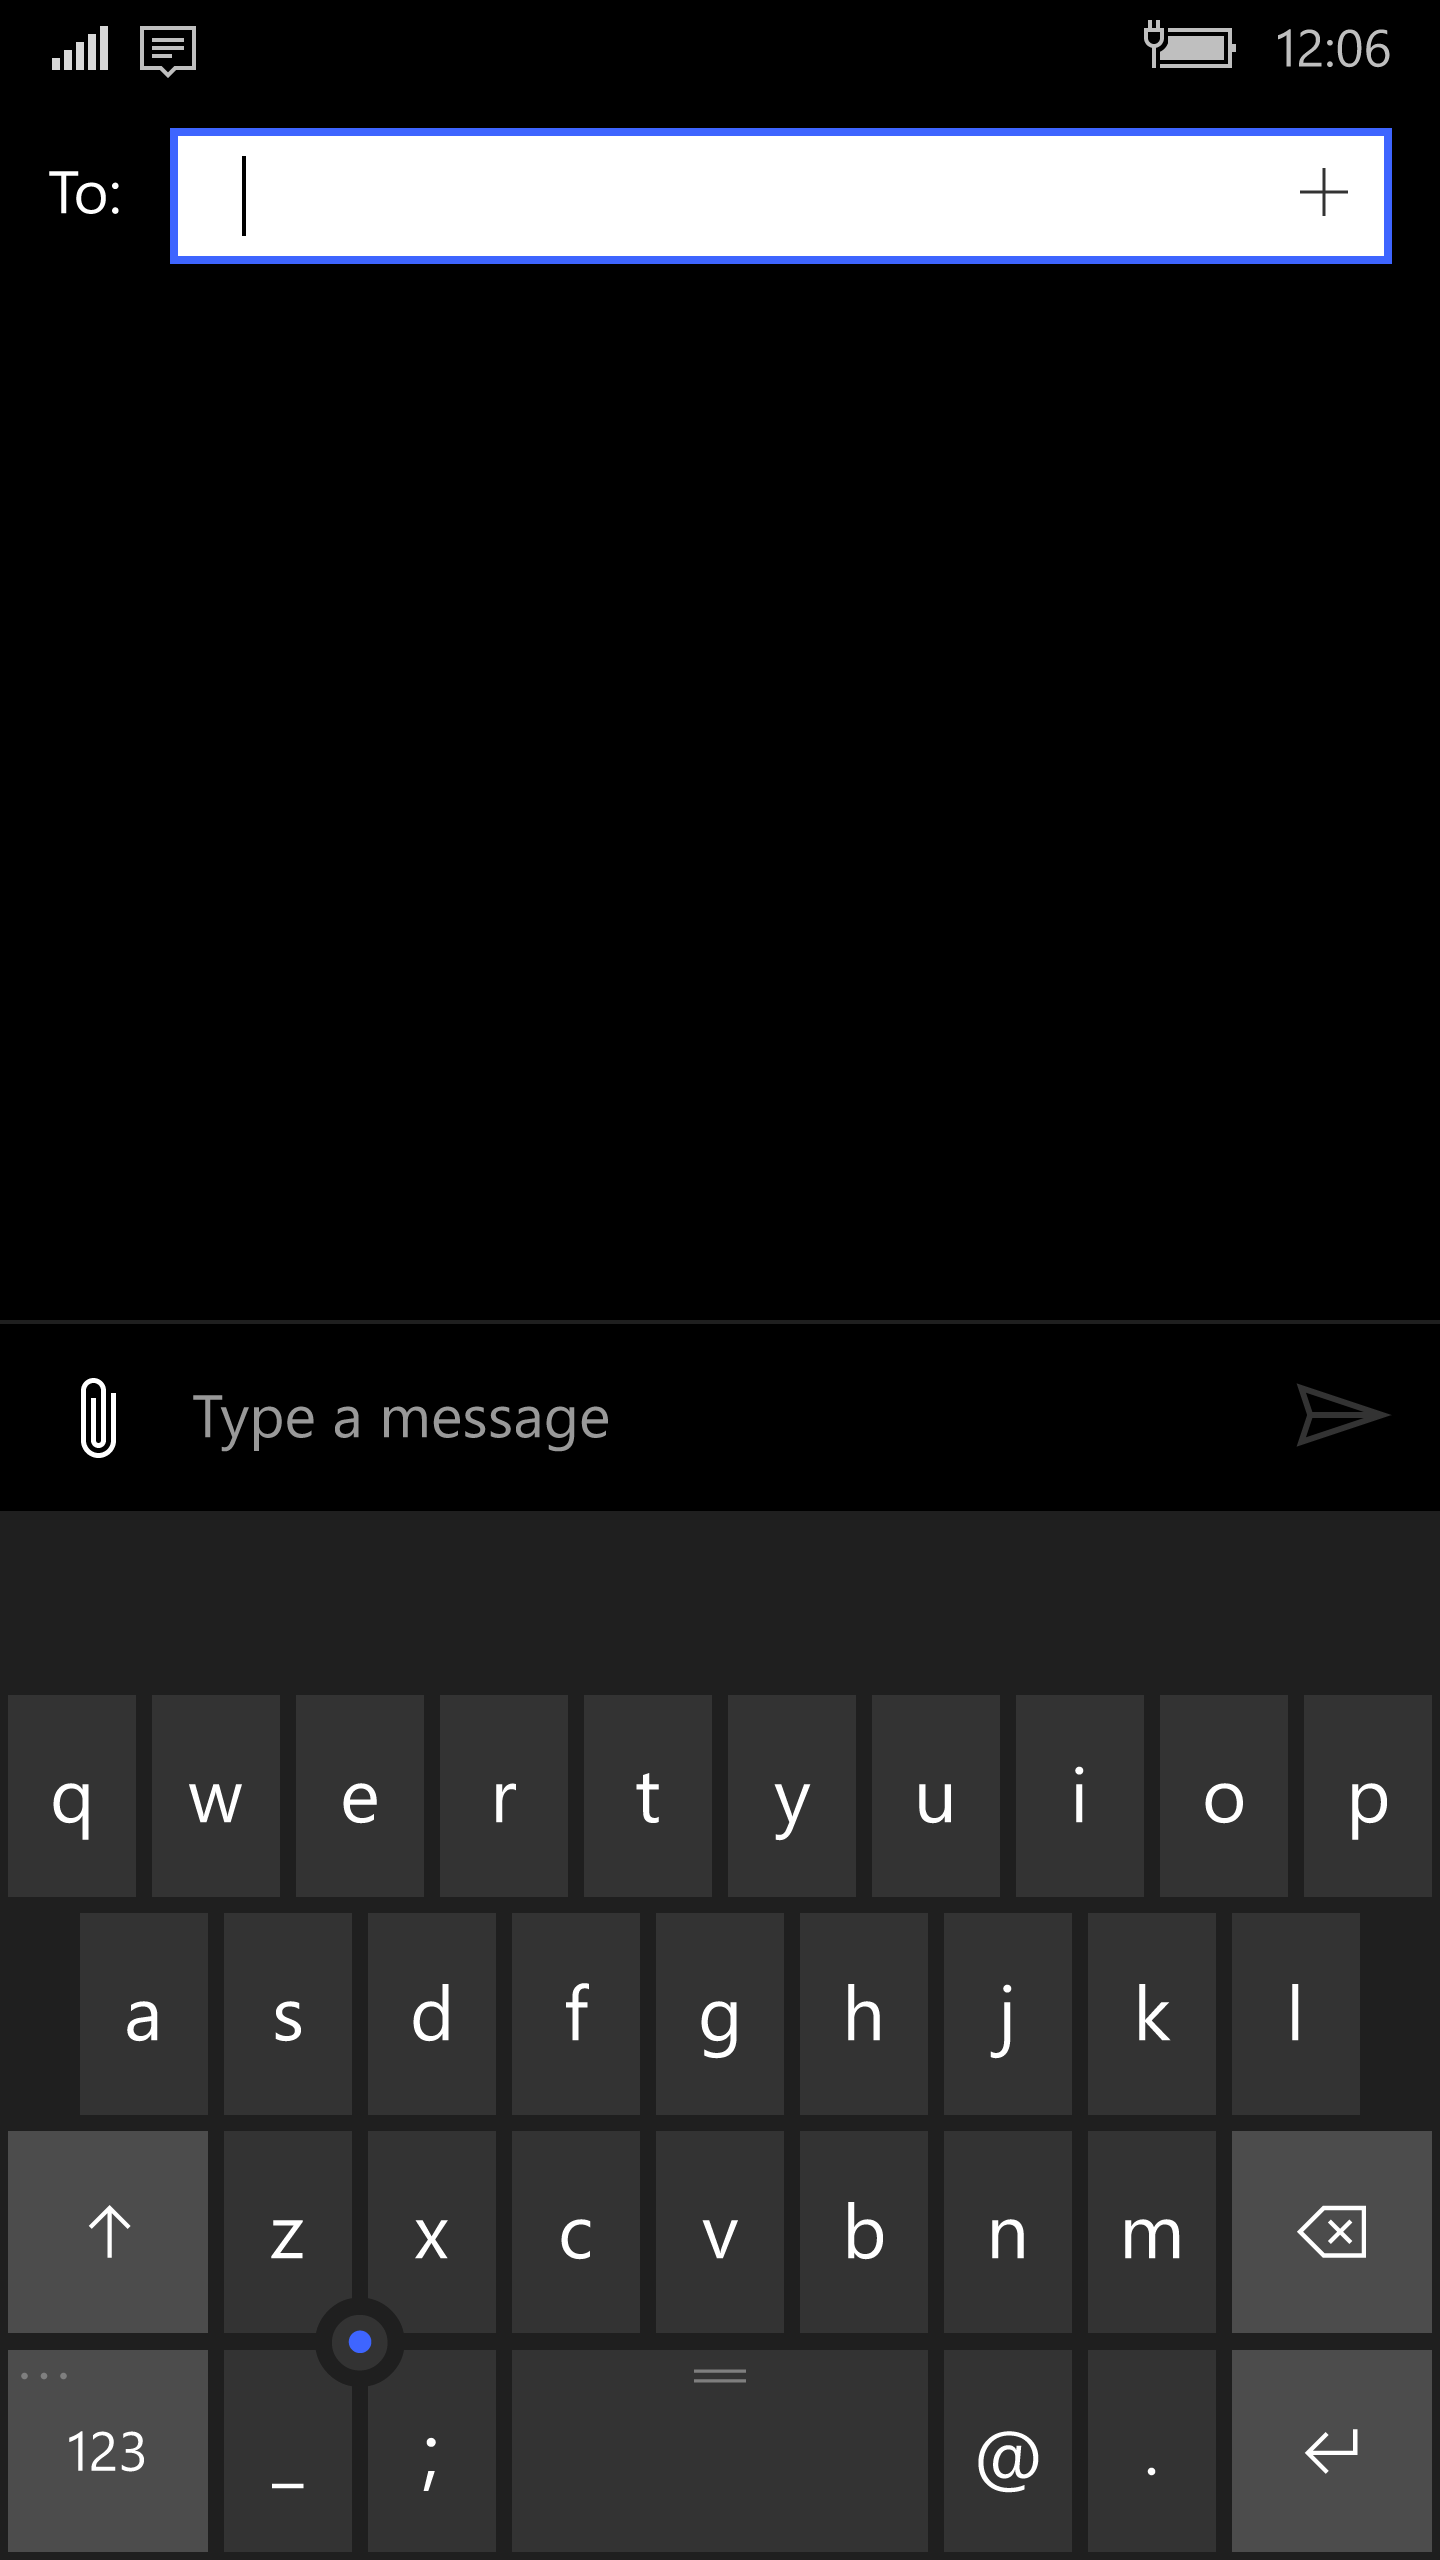 12:06
To:
Type a message
q w e r t y u i o p
a s d f g h j k l
z x c v b n m
123 _ ; @ .